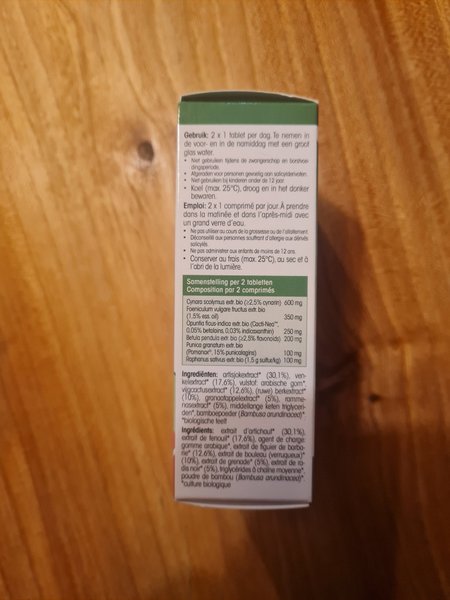 Gebruik: 2 x 1 tablet per dag. Te nemen in
de voor- en in de namiddag met een groot
glas water.
• Niet gebruiken tijdens de zwangerschap en borstvoe-
dingsperiode.
• Afgeraden voor personen gevoelig aan salicylderivaten.
• Niet gebruiken bij kinderen onder de 12 jaar.
• Koel (max. 25°C), droog en in het donker
bewaren.
Emploi: 2 x 1 comprimé par jour. À prendre
dans la matinée et dans l'après-midi avec
un grand verre d'eau.
• Ne pas utiliser au cours de la grossesse ou de l'allaitement.
• Déconseillé aux personnes souffrant d'allergie aux dérivés
salicylés.
• Ne pas administrer aux enfants de moins de 12 ans.
• Conserver au frais (max. 25°C), au sec et à
l'abri de la lumière.
Samenstelling per 2 tabletten
Composition par 2 comprimés
Cynara scolymus extr. bio (≥2,5% cynarin) 600 mg
Foeniculum vulgare fructus extr. bio
(1,5% ess. oil) 350 mg
Opuntia ficus-indica extr. bio (Cacti-Nea™,
0,05% betalains, 0,03% indicaxanthin) 250 mg
Betula pendula extr. bio (≥2,5% flavonoids) 200 mg
Punica granatum extr. bio
(Pomanox®, 15% punicalagins) 100 mg
Raphanus sativus extr. bio (1,5 g sulfur/kg) 100 mg
Ingrediënten: artisjokextract* (30,1%), ven-
kelextract* (17,6%), vulstof: arabische gom*,
vijgcactusextract* (12,6%), (ruwe) berkextract*
(10%), granaatappelextract* (5%), ramme-
nasextract* (5%), middellange keten triglyceri-
den*, bamboepoeder (Bambusa arundinacea)*.
*biologische teelt
Ingrédients: extrait d'artichaut* (30,1%),
extrait de fenouil* (17,6%), agent de charge:
gomme arabique*, extrait de figuier de barba-
rie* (12,6%), extrait de bouleau (verruqueux)*
(10%), extrait de grenade* (5%), extrait de ra-
dis noir* (5%), triglycérides à chaîne moyenne*,
poudre de bambou (Bambusa arundinacea)*.
*culture biologique